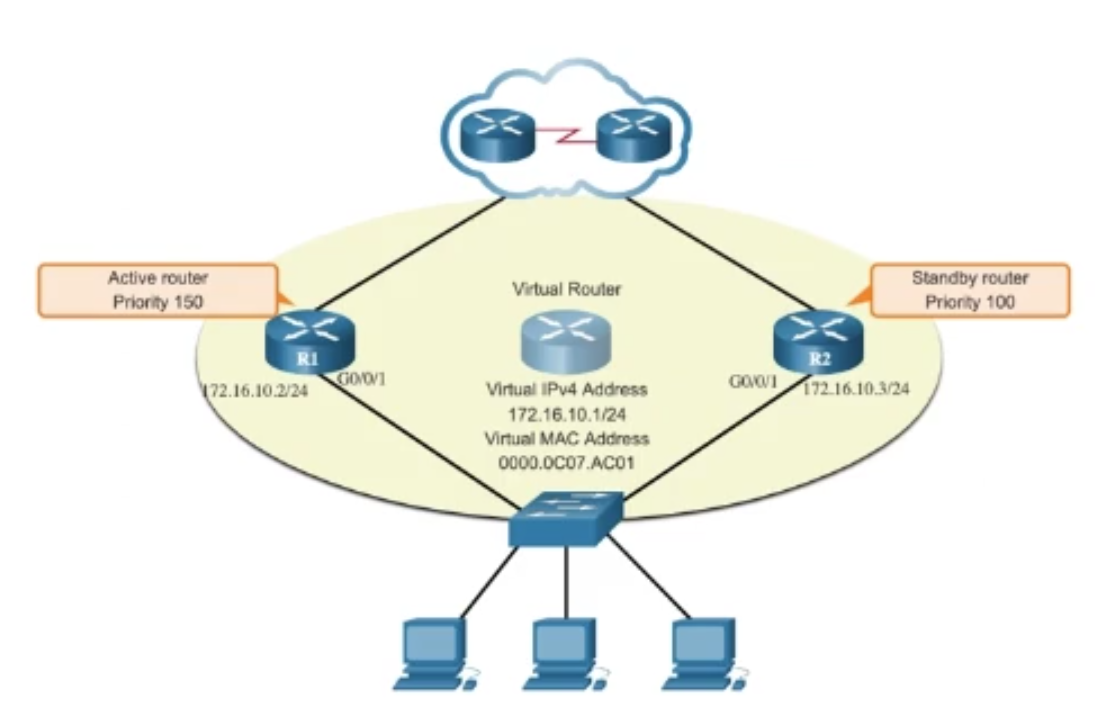 Active router
Priority 150
Virtual Router
Standby router
Priority 100
R1
R2
G0/0/1
172.16.10.2/24
Virtual IPv4 Address
172.16.10.1/24
Virtual MAC Address
0000.0C07.AC01
G0/0/1
172.16.10.3/24